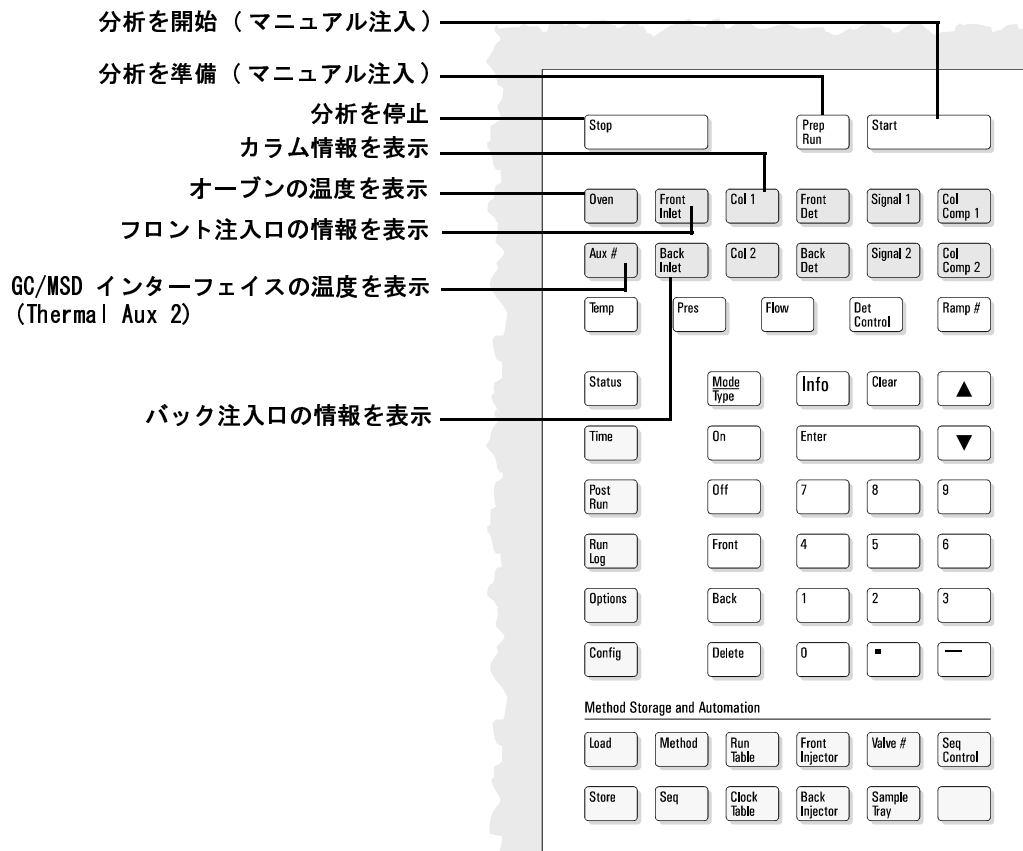 分析を開始（マニュアル注入）
分析を準備（マニュアル注入）
分析を停止
カラム情報を表示
オーブンの温度を表示
フロント注入口の情報を表示
GC/MSD インターフェイスの温度を表示
(Thermal Aux 2)
バック注入口の情報を表示
Stop
Prep
Run
Start
Oven
Front
Inlet
Col 1
Front
Det
Signal 1
Col
Comp 1
Aux #
Back
Inlet
Col 2
Back
Det
Signal 2
Col
Comp 2
Temp
Pres
Flow
Det
Control
Ramp #
Status
Mode
Type
Info
Clear
▲
Time
On
Enter
▼
Post
Run
Off
7
8
9
Run
Log
Front
4
5
6
Options
Back
1
2
3
Config
Delete
0
.
—
Method Storage and Automation
Load
Method
Run
Table
Front
Injector
Valve #
Seq
Control
Store
Seq
Clock
Table
Back
Injector
Sample
Tray